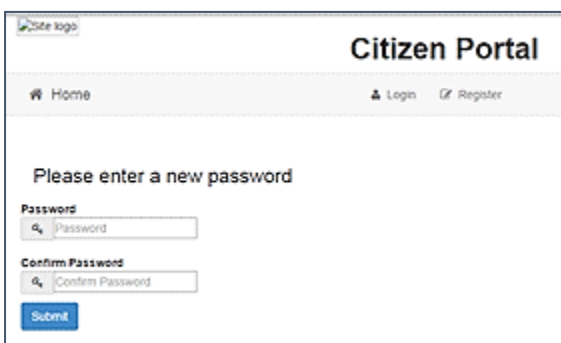 Site logo
Citizen Portal
Home Login Register
Please enter a new password
Password
Password
Confirm Password
Confirm Password
Submit